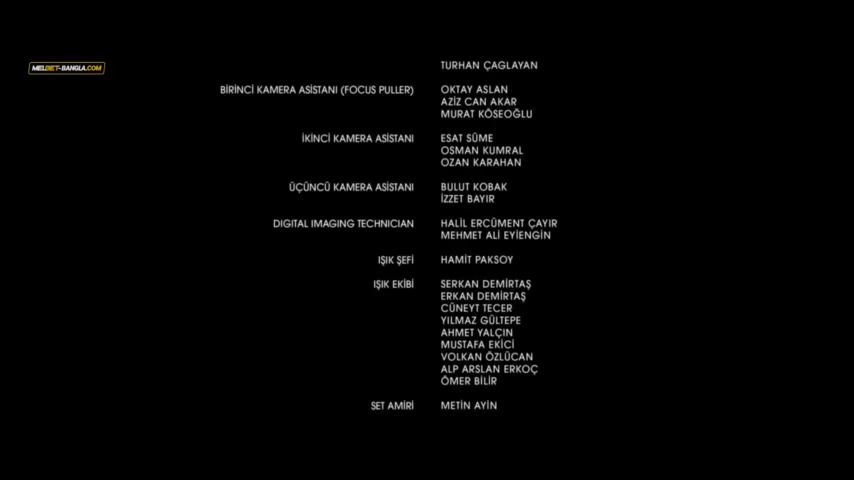 MELBET-BANGLA.COM
TURHAN ÇAGLAYAN
BİRİNCİ KAMERA ASİSTANI (FOCUS PULLER) OKTAY ASLAN
AZİZ CAN AKAR
MURAT KÖSEOĞLU
İKİNCİ KAMERA ASİSTANI ESAT SÜME
OSMAN KUMRAL
OZAN KARAHAN
ÜÇÜNCÜ KAMERA ASİSTANI BULUT KOBAK
İZZET BAYIR
DIGITAL IMAGING TECHNICIAN HALİL ERCÜMENT ÇAYIR
MEHMET ALİ EYİENGİN
IŞIK ŞEFİ HAMİT PAKSOY
IŞIK EKİBİ SERKAN DEMİRTAŞ
ERKAN DEMİRTAŞ
CÜNEYT TECER
YILMAZ GÜLTEPE
AHMET YALÇIN
MUSTAFA EKİCİ
VOLKAN ÖZLÜCAN
ALP ARSLAN ERKOÇ
ÖMER BİLİR
SET AMİRİ METİN AYİN